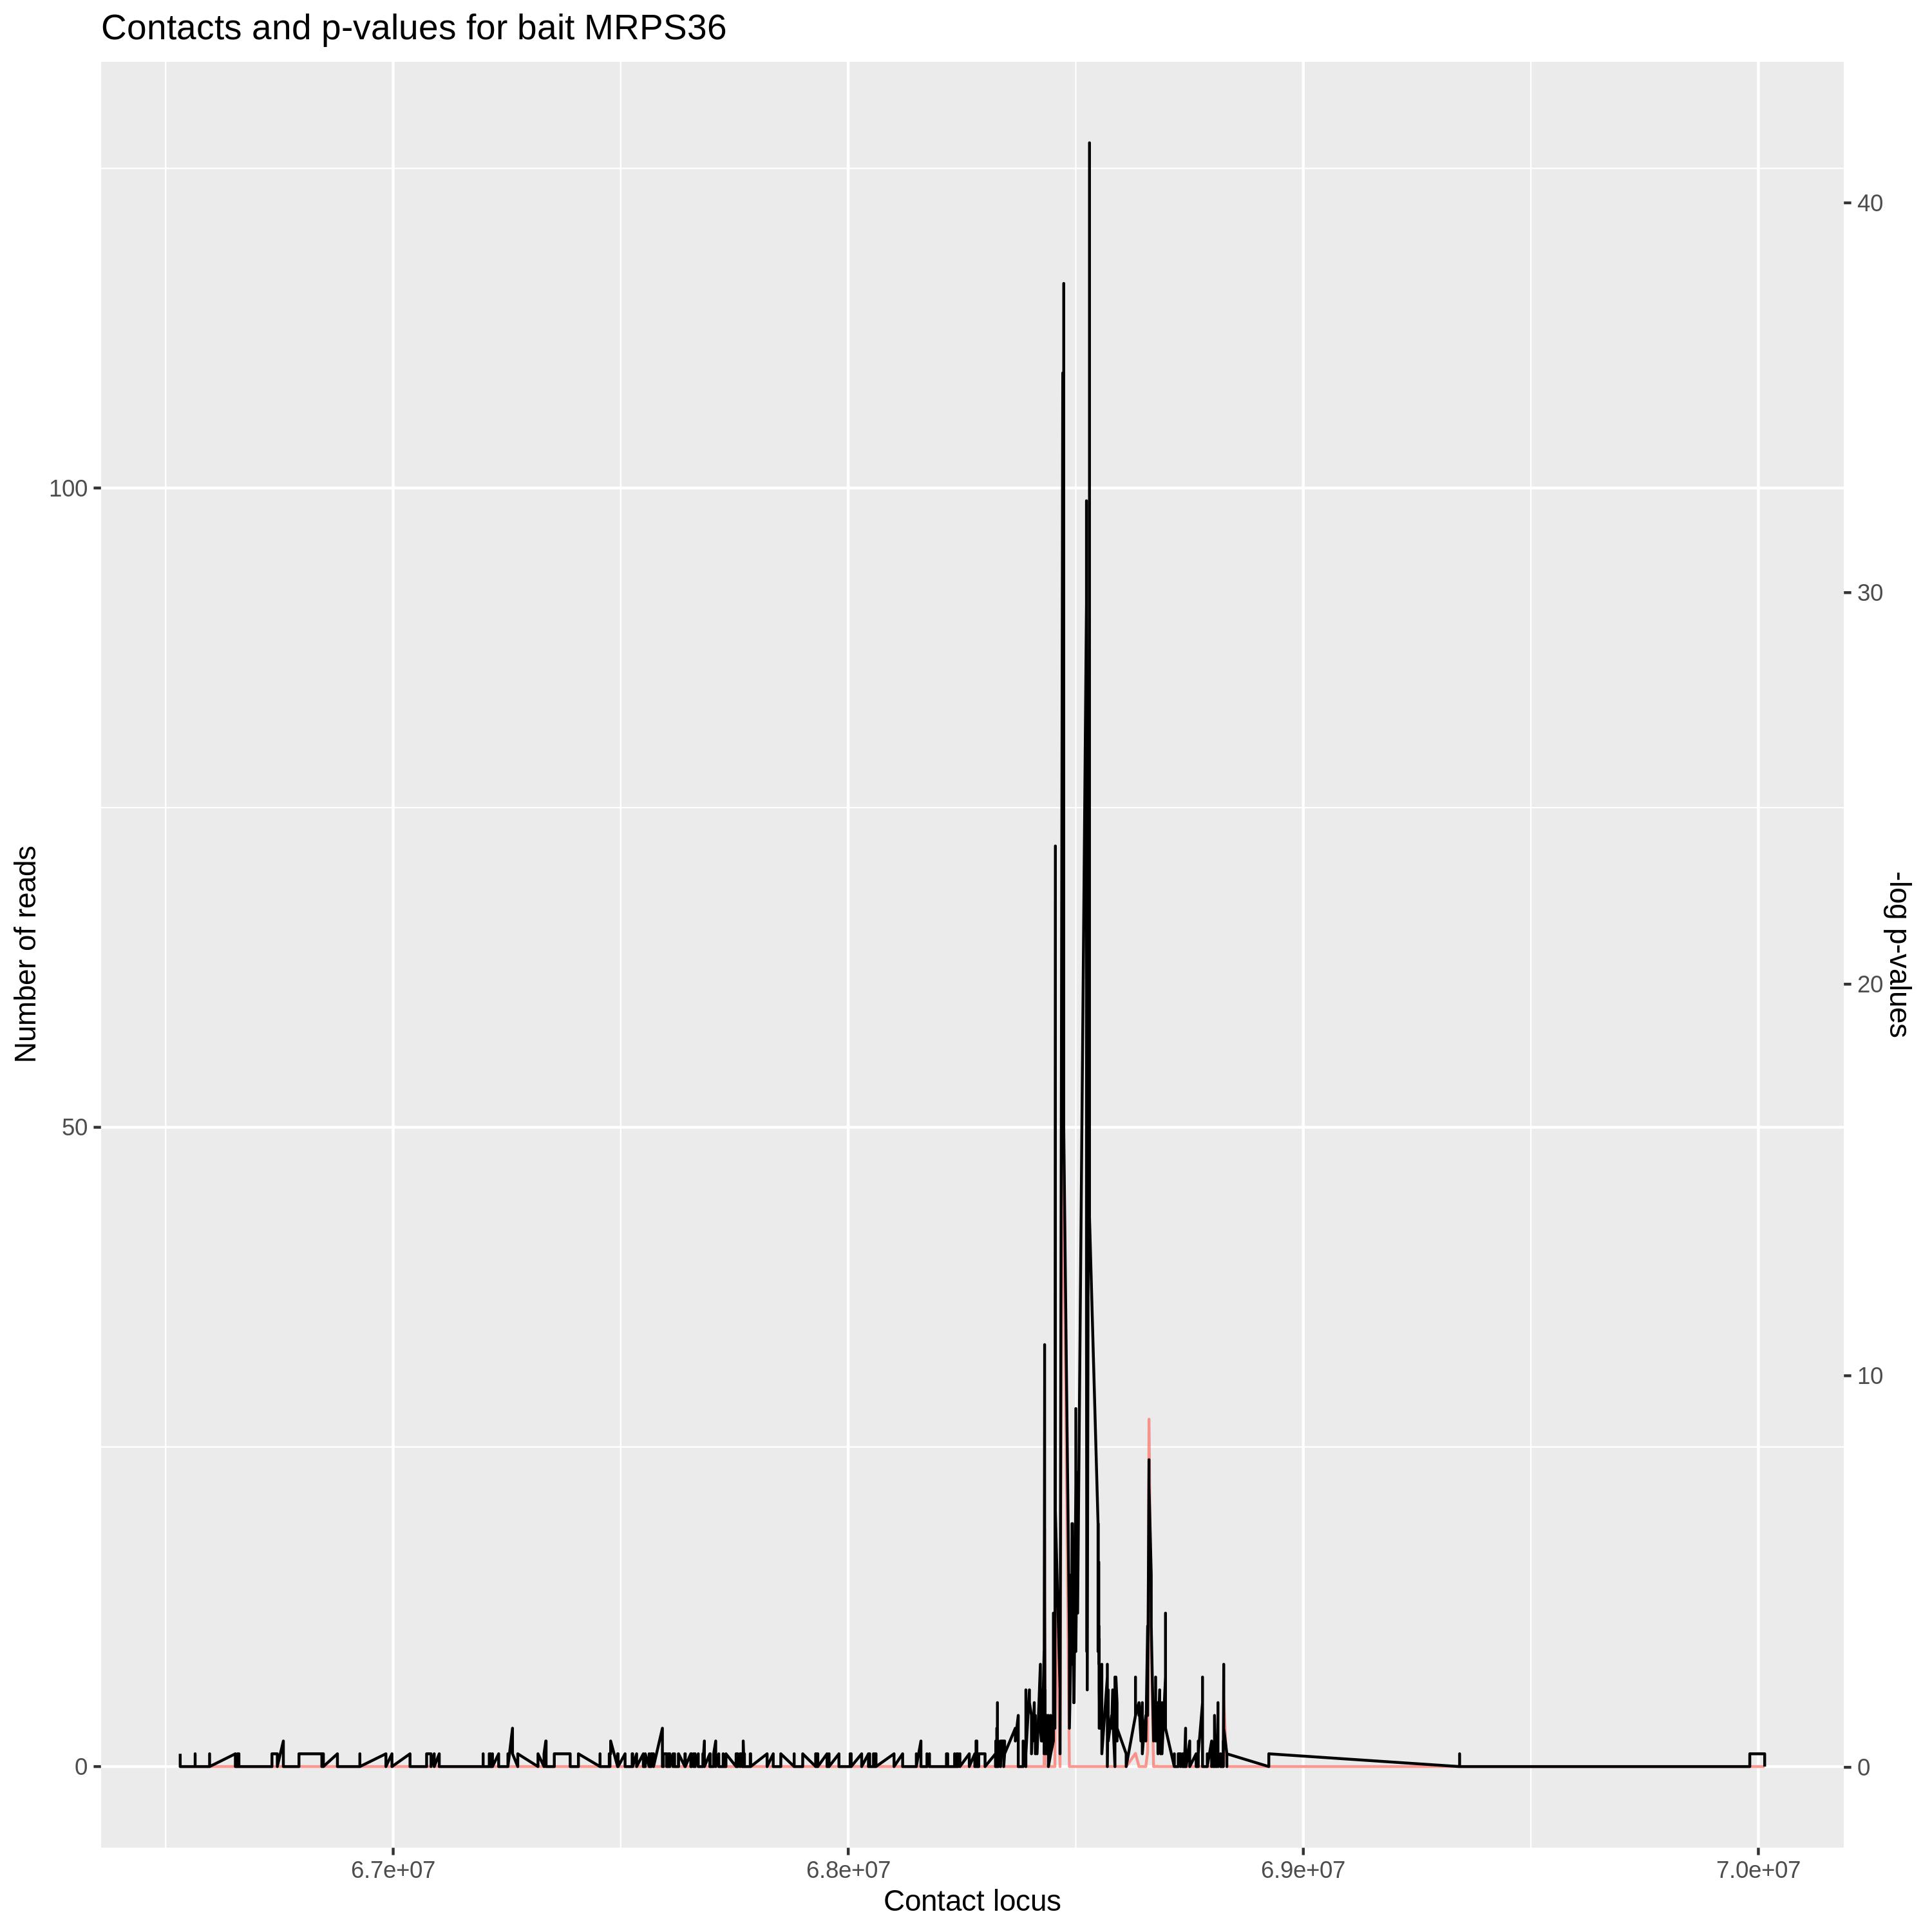 Contacts and p-values for bait MRPS36
Number of reads
100
50
0
40
30
20
10
0
-log p-values
6.7e+07
6.8e+07
6.9e+07
7.0e+07
Contact locus